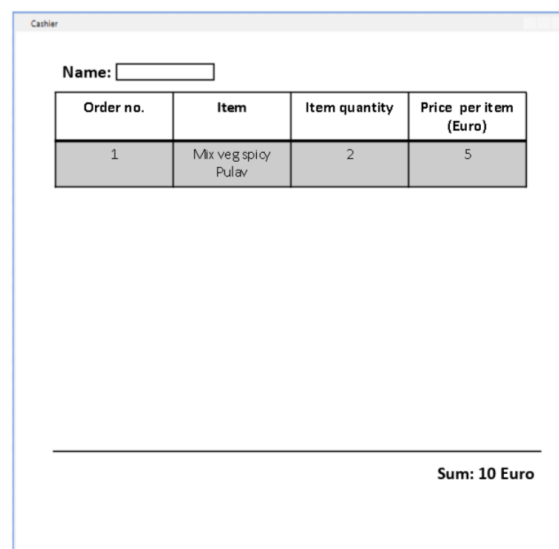 Cashier
Name:
Order no. Item Item quantity Price per item
(Euro)
1 Mix veg spicy 2 5
Pulav
Sum: 10 Euro